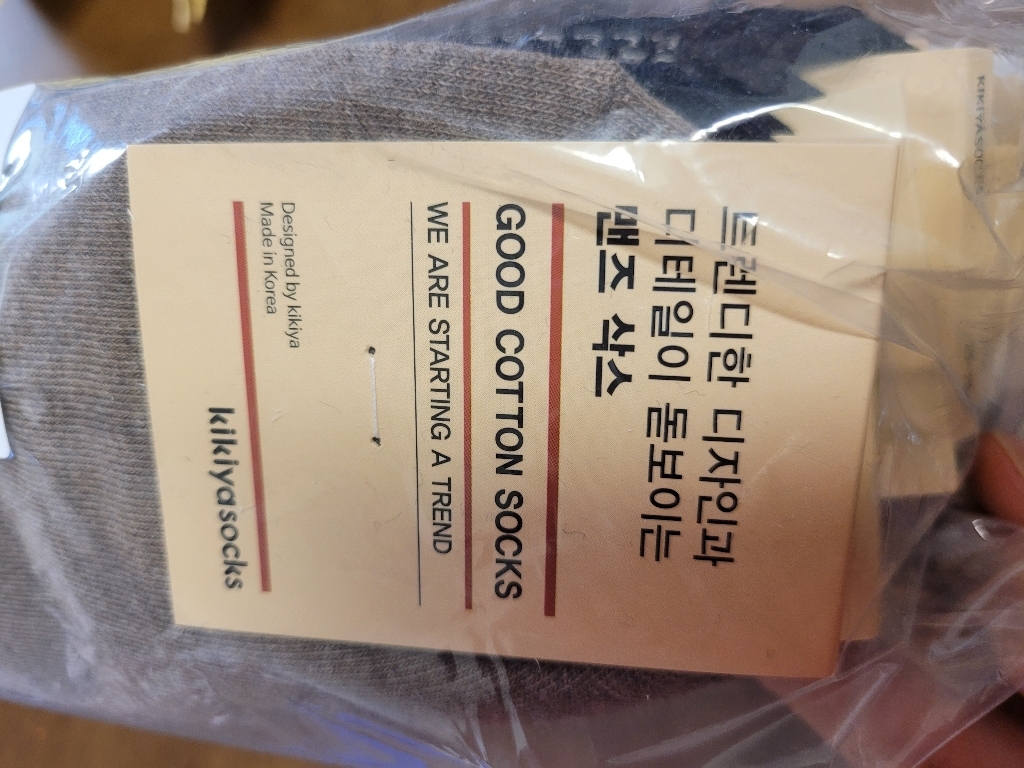 트렌디한 디자인과
디테일이 돋보이는
맨즈 삭스
GOOD COTTON SOCKS
WE ARE STARTING A TREND
Designed by kikiya
Made in Korea
kikiyasocks
KIKIYASOCKS